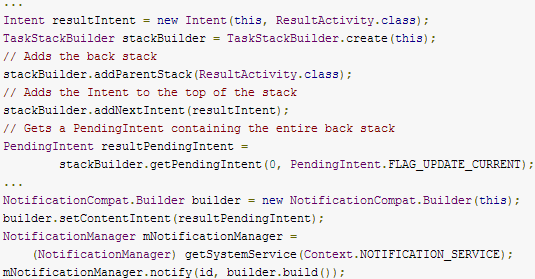 ...
Intent resultIntent = new Intent(this, ResultActivity.class);
TaskStackBuilder stackBuilder = TaskStackBuilder.create(this);
// Adds the back stack
stackBuilder.addParentStack(ResultActivity.class);
// Adds the Intent to the top of the stack
stackBuilder.addNextIntent(resultIntent);
// Gets a PendingIntent containing the entire back stack
PendingIntent resultPendingIntent =
        stackBuilder.getPendingIntent(0, PendingIntent.FLAG_UPDATE_CURRENT);
...
NotificationCompat.Builder builder = new NotificationCompat.Builder(this);
builder.setContentIntent(resultPendingIntent);
NotificationManager mNotificationManager =
    (NotificationManager) getSystemService(Context.NOTIFICATION_SERVICE);
mNotificationManager.notify(id, builder.build());